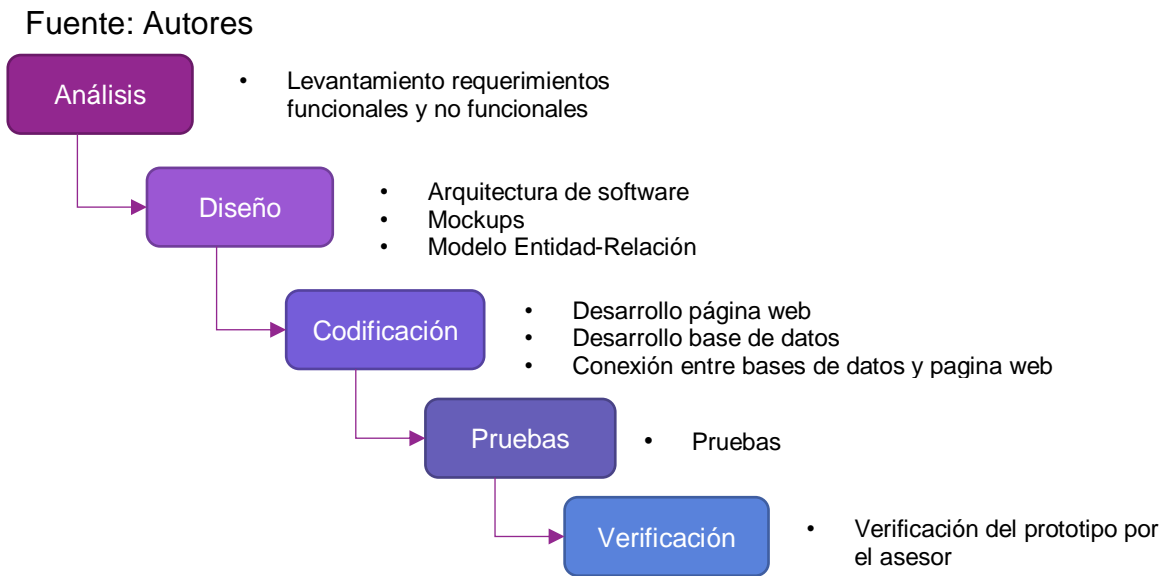 Fuente: Autores
Análisis
• Levantamiento requerimientos
funcionales y no funcionales
Diseño
• Arquitectura de software
• Mockups
• Modelo Entidad-Relación
Codificación
• Desarrollo página web
• Desarrollo base de datos
• Conexión entre bases de datos y pagina web
Pruebas
• Pruebas
Verificación
• Verificación del prototipo por
el asesor